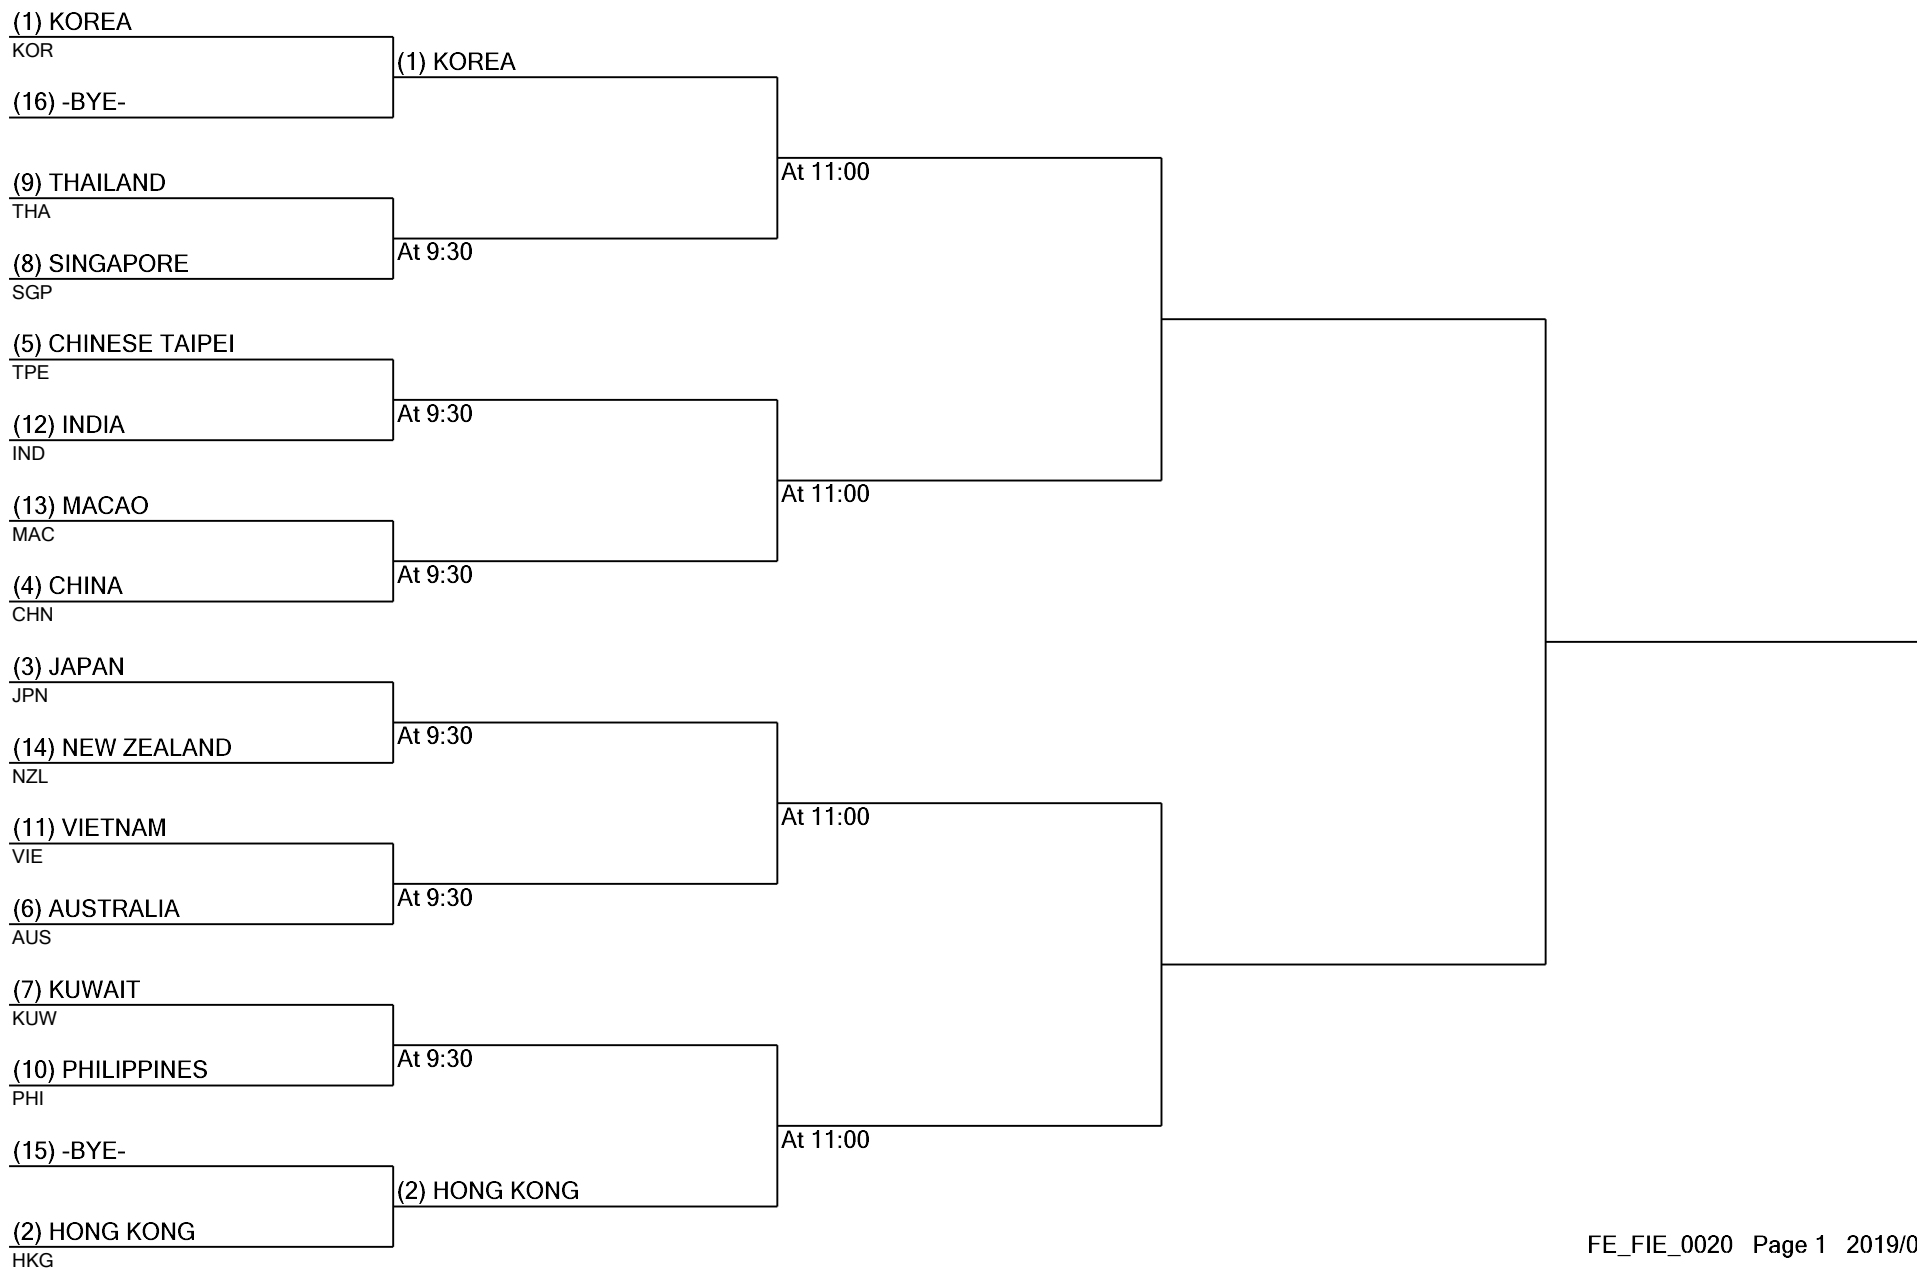 (1) KOREA
KOR
(1) KOREA
(16) -BYE-
At 11:00
(9) THAILAND
THA
At 9:30
(8) SINGAPORE
SGP
(5) CHINESE TAIPEI
TPE
At 9:30
(12) INDIA
IND
At 11:00
(13) MACAO
MAC
At 9:30
(4) CHINA
CHN
(3) JAPAN
JPN
At 9:30
(14) NEW ZEALAND
NZL
At 11:00
(11) VIETNAM
VIE
At 9:30
(6) AUSTRALIA
AUS
(7) KUWAIT
KUW
At 9:30
(10) PHILIPPINES
PHI
At 11:00
(15) -BYE-
(2) HONG KONG
(2) HONG KONG
HKG
FE_FIE_0020 Page 1 2019/0